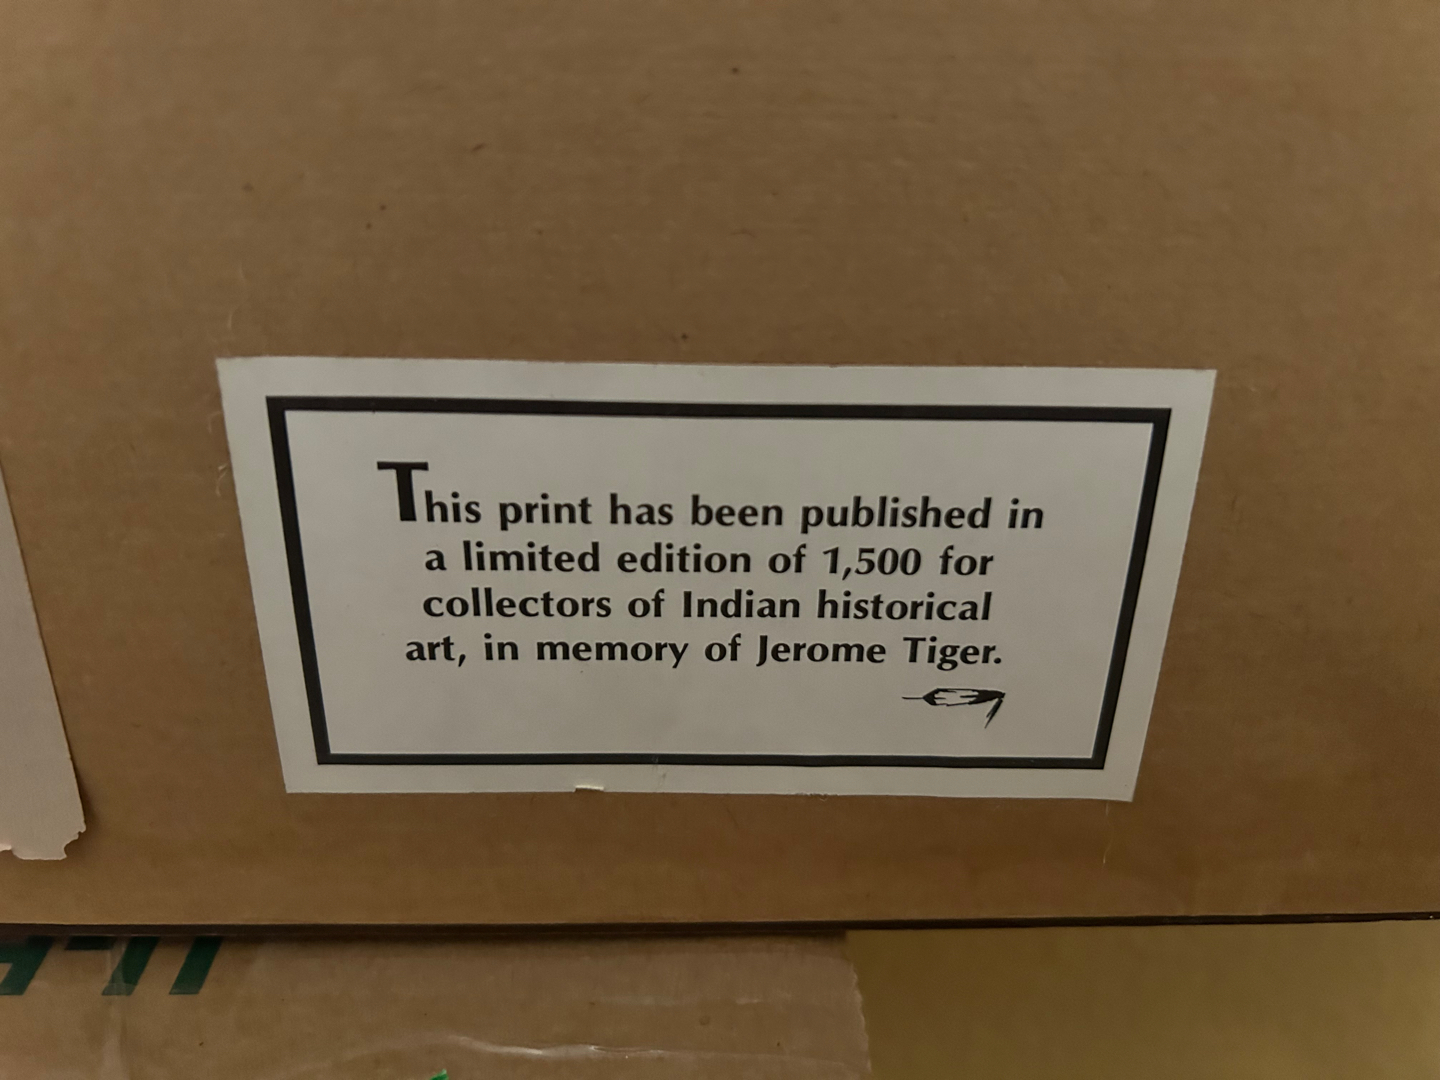 This print has been published in
a limited edition of 1,500 for
collectors of Indian historical
art, in memory of Jerome Tiger.